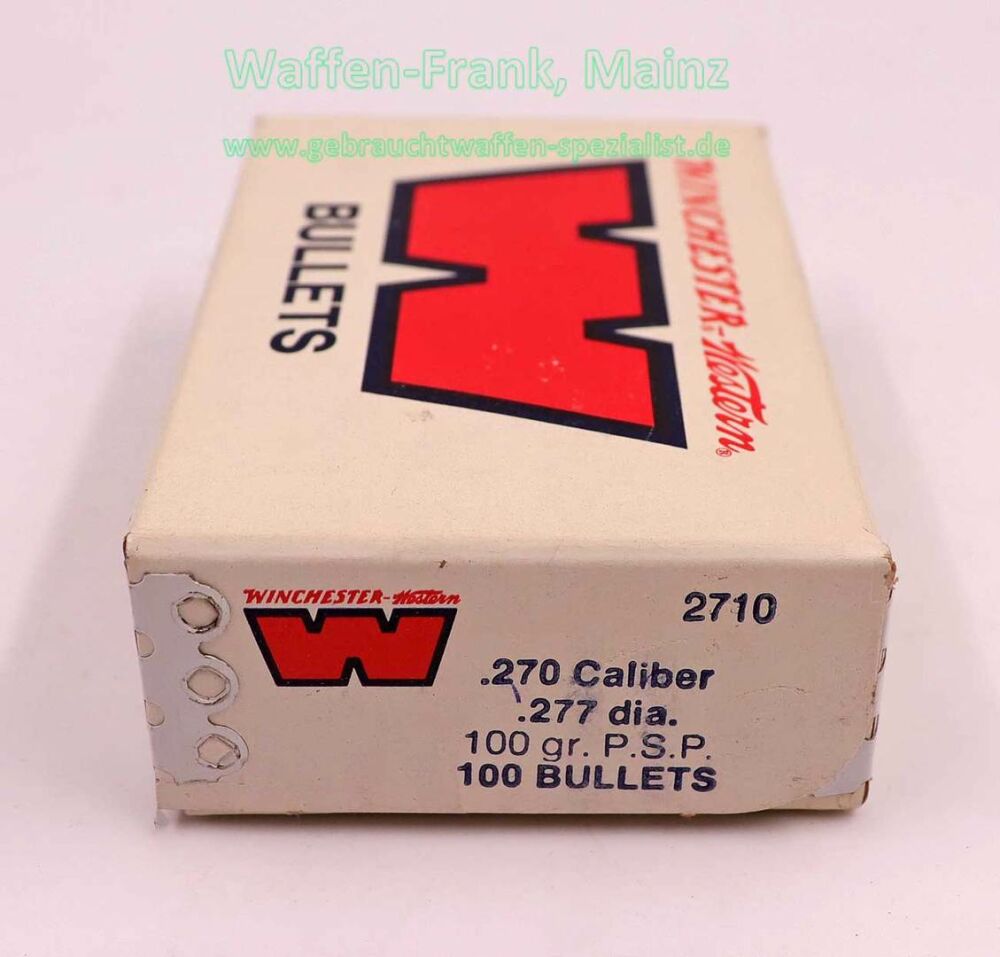 Waffen-Frank, Mainz
www.gebrauchtwaffen-spezialist.de
WINCHESTER-Western®
W
BULLETS
WINCHESTER-Western
W
2710
.270 Caliber
.277 dia.
100 gr. P.S.P.
100 BULLETS